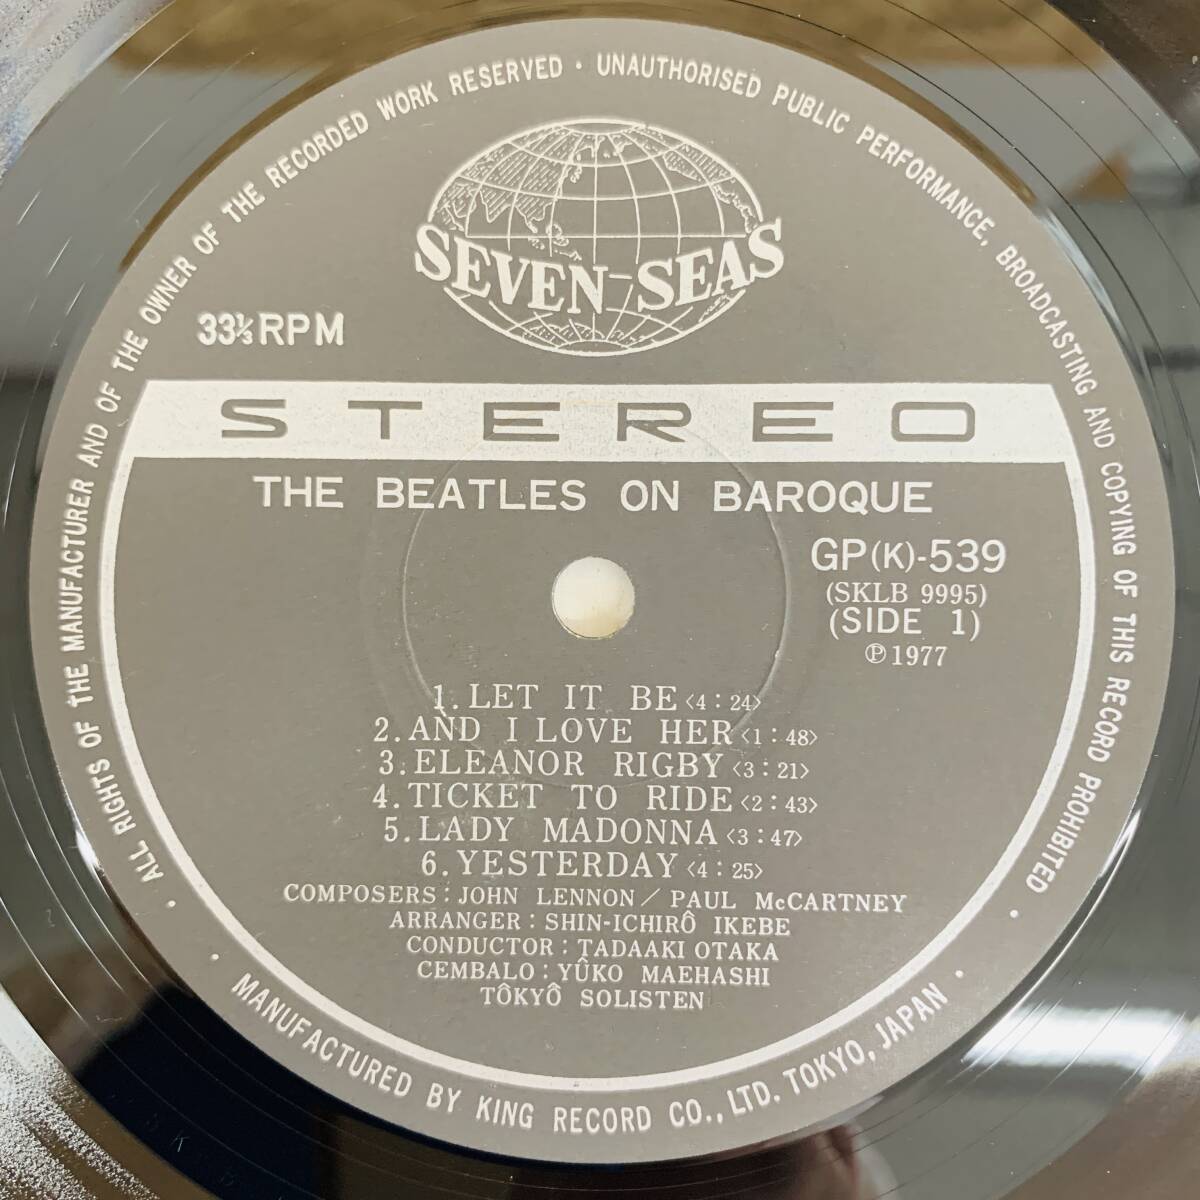 ALL RIGHTS OF THE MANUFACTURER AND OF THE OWNER OF THE RECORDED WORK RESERVED · UNAUTHORISED PUBLIC PERFORMANCE, BROADCASTING AND COPYING OF THIS RECORD PROHIBITED
SEVEN SEAS
33⅓ RPM
STEREO
THE BEATLES ON BAROQUE
GP(K)-539
(SKLB 9995)
(SIDE 1)
Ⓟ1977
1. LET IT BE <4:24>
2. AND I LOVE HER <1:48>
3. ELEANOR RIGBY <3:21>
4. TICKET TO RIDE <2:43>
5. LADY MADONNA <3:47>
6. YESTERDAY <4:25>
COMPOSERS: JOHN LENNON / PAUL McCARTNEY
ARRANGER: SHIN-ICHIRÔ IKEBE
CONDUCTOR: TADAAKI OTAKA
CEMBALO: YÛKO MAEHASHI
TÔKYÔ SOLISTEN
· MANUFACTURED BY KING RECORD CO., LTD. TOKYO, JAPAN ·